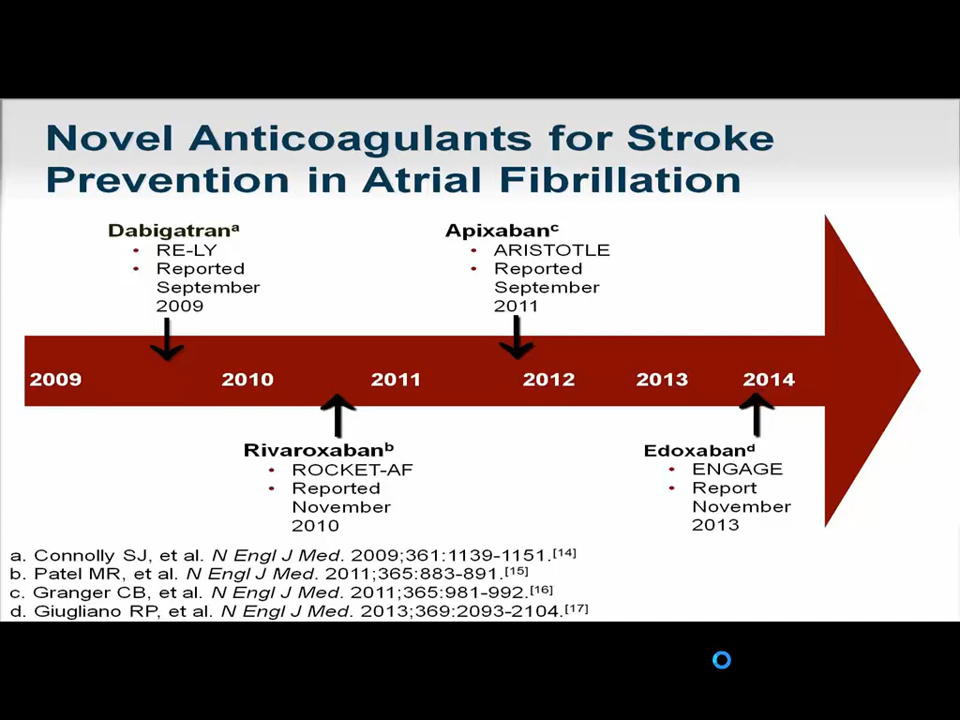 Novel Anticoagulants for Stroke
Prevention in Atrial Fibrillation
Dabigatranᵃ
• RE-LY
• Reported
September
2009
Apixabanᶜ
• ARISTOTLE
• Reported
September
2011
2009 2010 2011 2012 2013 2014
Rivaroxabanᵇ
• ROCKET-AF
• Reported
November
2010
Edoxabanᵈ
• ENGAGE
• Report
November
2013
a. Connolly SJ, et al. N Engl J Med. 2009;361:1139-1151.[14]
b. Patel MR, et al. N Engl J Med. 2011;365:883-891.[15]
c. Granger CB, et al. N Engl J Med. 2011;365:981-992.[16]
d. Giugliano RP, et al. N Engl J Med. 2013;369:2093-2104.[17]